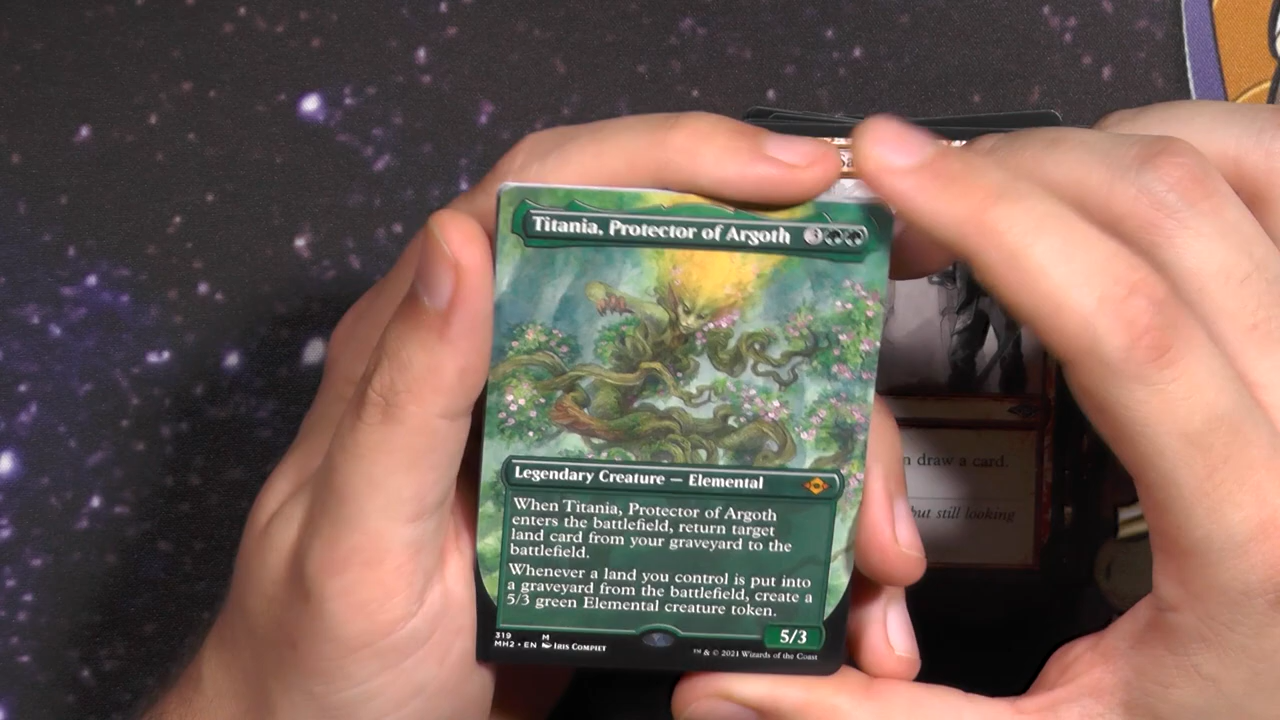 Titania, Protector of Argoth 3
Legendary Creature — Elemental
When Titania, Protector of Argoth
enters the battlefield, return target
land card from your graveyard to the
battlefield.
Whenever a land you control is put into
a graveyard from the battlefield, create a
5/3 green Elemental creature token.
5/3
319 M
MH2 • EN Iris Compiet
™ & © 2021 Wizards of the Coast
draw a card.
but still looking